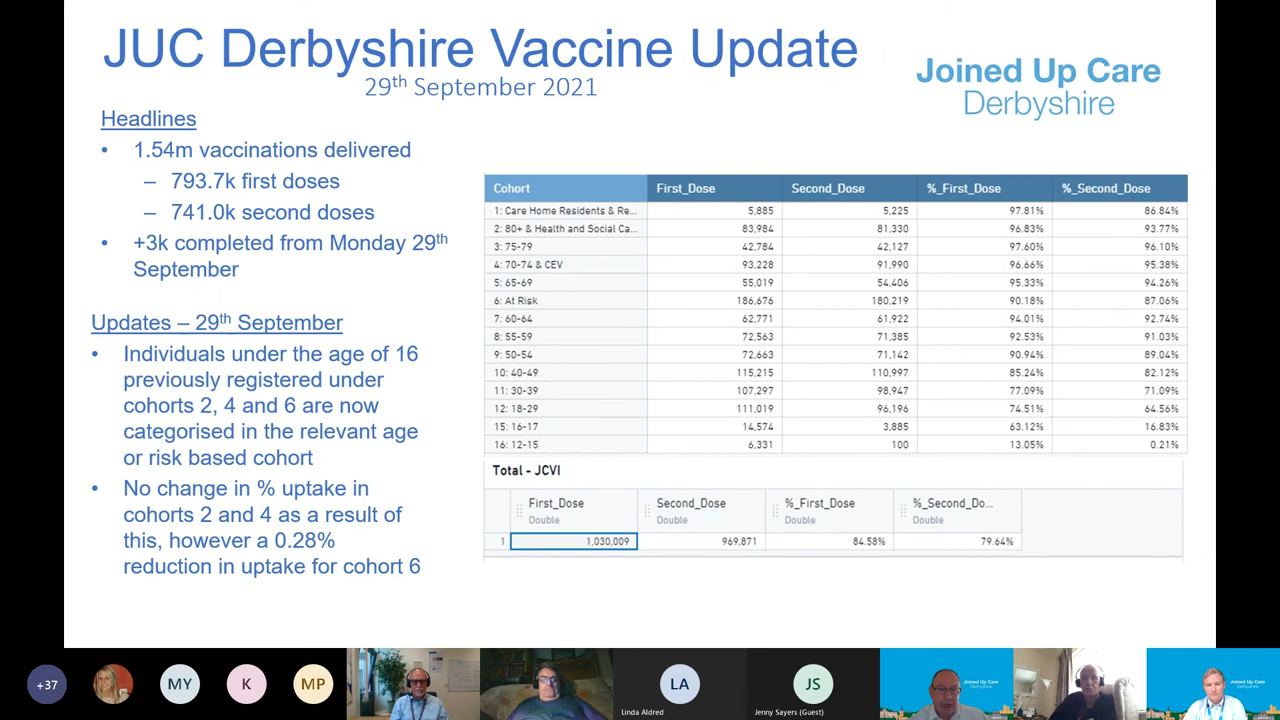 JUC Derbyshire Vaccine Update
29th September 2021
Joined Up Care
Derbyshire
Headlines
• 1.54m vaccinations delivered
– 793.7k first doses
– 741.0k second doses
• +3k completed from Monday 29th
September
Updates – 29th September
• Individuals under the age of 16
previously registered under
cohorts 2, 4 and 6 are now
categorised in the relevant age
or risk based cohort
• No change in % uptake in
cohorts 2 and 4 as a result of
this, however a 0.28%
reduction in uptake for cohort 6
Cohort First_Dose Second_Dose %_First_Dose %_Second_Dose
1: Care Home Residents & Re... 5,885 5,225 97.81% 86.84%
2: 80+ & Health and Social Ca... 83,984 81,330 96.83% 93.77%
3: 75-79 42,784 42,127 97.60% 96.10%
4: 70-74 & CEV 93,228 91,990 96.66% 95.38%
5: 65-69 55,019 54,406 95.33% 94.26%
6: At Risk 186,676 180,219 90.18% 87.06%
7: 60-64 62,771 61,922 94.01% 92.74%
8: 55-59 72,563 71,385 92.53% 91.03%
9: 50-54 72,663 71,142 90.94% 89.04%
10: 40-49 115,215 110,997 85.24% 82.12%
11: 30-39 107,297 98,947 77.09% 71.09%
12: 18-29 111,019 96,196 74.51% 64.56%
15: 16-17 14,574 3,885 63.12% 16.83%
16: 12-15 6,331 100 13.05% 0.21%
Total - JCVI
First_Dose Second_Dose %_First_Dose %_Second_Do...
Double Double Double Double
1 1,030,009 969,871 84.58% 79.64%
+37 MY K MP LA JS
Linda Aldred Jenny Sayers (Guest)
Joined Up Care
Derbyshire
Joined Up Care
Derbyshire